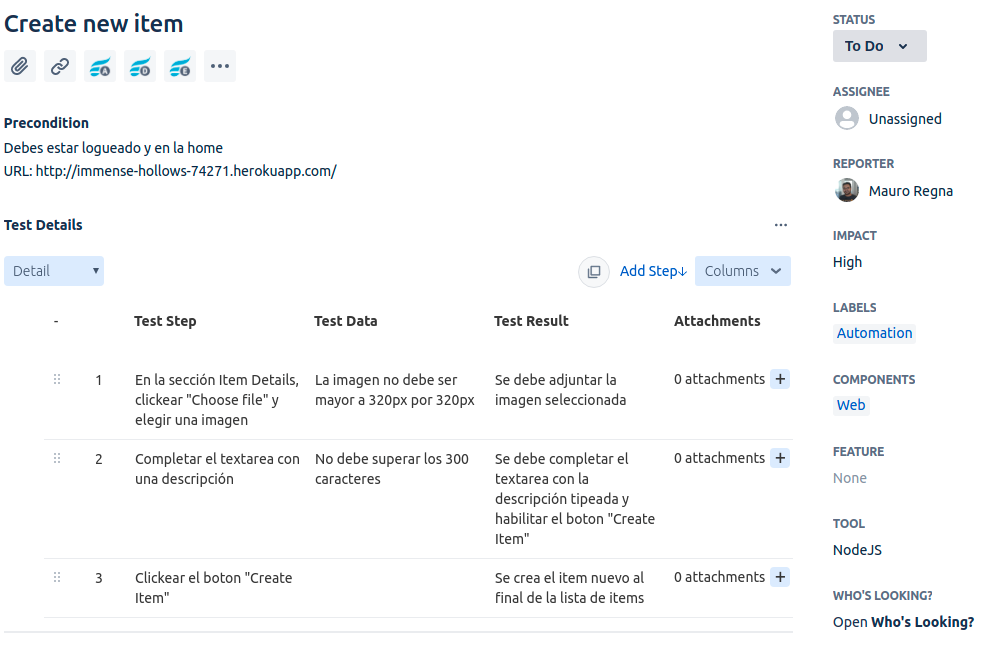 Create new item
A
D
E
Precondition
Debes estar logueado y en la home
URL: http://immense-hollows-74271.herokuapp.com/
Test Details
Detail
Add Step↓
Columns
-
Test Step
Test Data
Test Result
Attachments
1
En la sección Item Details,
clickear "Choose file" y
elegir una imagen
La imagen no debe ser
mayor a 320px por 320px
Se debe adjuntar la
imagen seleccionada
0 attachments +
2
Completar el textarea con
una descripción
No debe superar los 300
caracteres
Se debe completar el
textarea con la
descripción tipeada y
habilitar el boton "Create
Item"
0 attachments +
3
Clickear el boton "Create
Item"
Se crea el item nuevo al
final de la lista de items
0 attachments +
STATUS
To Do
ASSIGNEE
Unassigned
REPORTER
Mauro Regna
IMPACT
High
LABELS
Automation
COMPONENTS
Web
FEATURE
None
TOOL
NodeJS
WHO'S LOOKING?
Open Who's Looking?